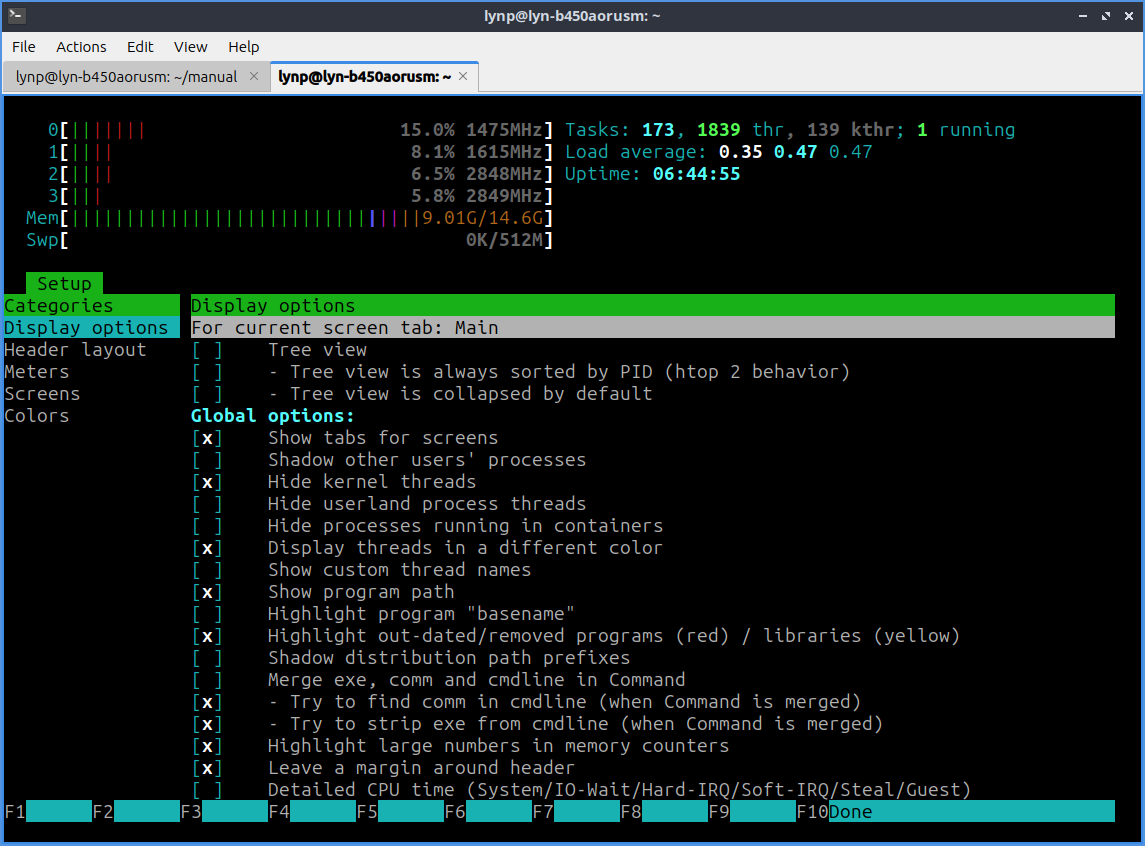 lynp@lyn-b450aorusm: ~
File Actions Edit View Help
lynp@lyn-b450aorusm: ~/manual × lynp@lyn-b450aorusm: ~ ×
0[|||||||| 15.0% 1475MHz] Tasks: 173, 1839 thr, 139 kthr; 1 running
1[|||| 8.1% 1615MHz] Load average: 0.35 0.47 0.47
2[|||| 6.5% 2848MHz] Uptime: 06:44:55
3[||| 5.8% 2849MHz]
Mem[||||||||||||||||||||||||||||||||9.01G/14.6G]
Swp[ 0K/512M]
Setup
Categories Display options
Display options For current screen tab: Main
Header layout [ ] Tree view
Meters [ ] - Tree view is always sorted by PID (htop 2 behavior)
Screens [ ] - Tree view is collapsed by default
Colors Global options:
[x] Show tabs for screens
[ ] Shadow other users' processes
[x] Hide kernel threads
[ ] Hide userland process threads
[ ] Hide processes running in containers
[x] Display threads in a different color
[ ] Show custom thread names
[x] Show program path
[ ] Highlight program "basename"
[x] Highlight out-dated/removed programs (red) / libraries (yellow)
[ ] Shadow distribution path prefixes
[ ] Merge exe, comm and cmdline in Command
[x] - Try to find comm in cmdline (when Command is merged)
[x] - Try to strip exe from cmdline (when Command is merged)
[x] Highlight large numbers in memory counters
[x] Leave a margin around header
[ ] Detailed CPU time (System/IO-Wait/Hard-IRQ/Soft-IRQ/Steal/Guest)
F1 F2 F3 F4 F5 F6 F7 F8 F9 F10Done